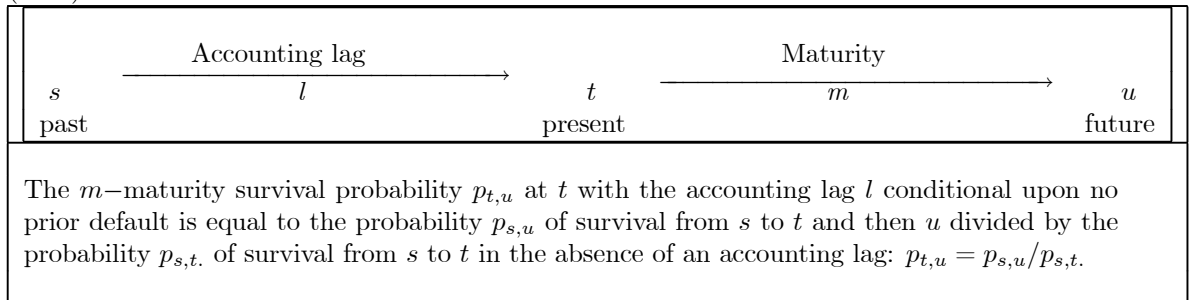 Accounting lag Maturity
s l t m u
past present future
The m−maturity survival probability p_{t,u} at t with the accounting lag l conditional upon no
prior default is equal to the probability p_{s,u} of survival from s to t and then u divided by the
probability p_{s,t.} of survival from s to t in the absence of an accounting lag: p_{t,u} = p_{s,u}/p_{s,t.}